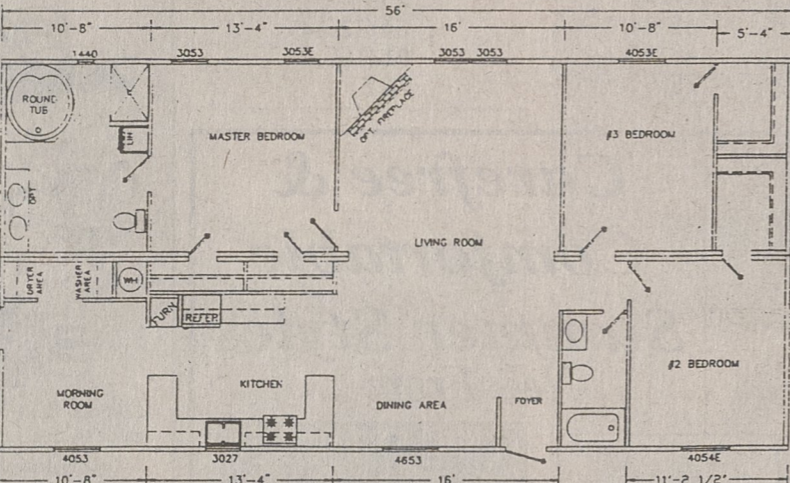 56'
10'-8" 13'-4" 16' 10'-8" 5'-4"
1440 3053 3053E 3053 3053 4053E
ROUND
TUB
LIN
OPT. FIREPLACE
MASTER BEDROOM
#3 BEDROOM
OPT
LIVING ROOM
DRYER
AREA
WASHER
AREA
WH
FURN
REFER.
#2 BEDROOM
MORNING
ROOM
KITCHEN
DINING AREA
FOYER
4053 3027 4653 4054E
10'-8" 13'-4" 16' 11'-2 1/2"